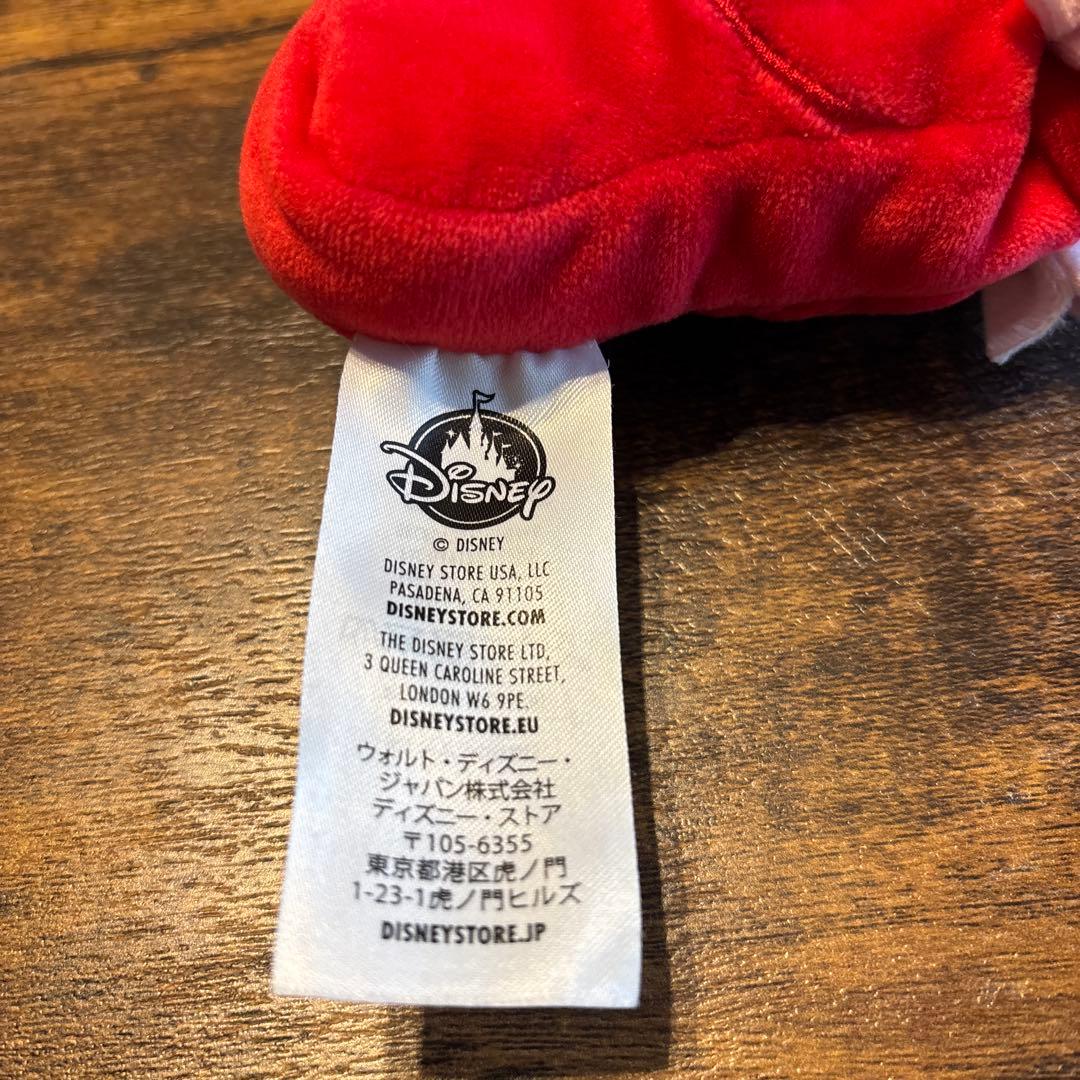 Disney
© DISNEY
DISNEY STORE USA, LLC
PASADENA, CA 91105
DISNEYSTORE.COM
THE DISNEY STORE LTD,
3 QUEEN CAROLINE STREET,
LONDON W6 9PE.
DISNEYSTORE.EU
ウォルト・ディズニー・
ジャパン株式会社
ディズニー・ストア
〒105-6355
東京都港区虎ノ門
1-23-1虎ノ門ヒルズ
DISNEYSTORE.JP